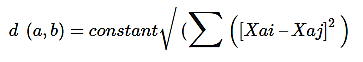 d (a,b) = constant√ (∑ ([Xai – Xaj]² )